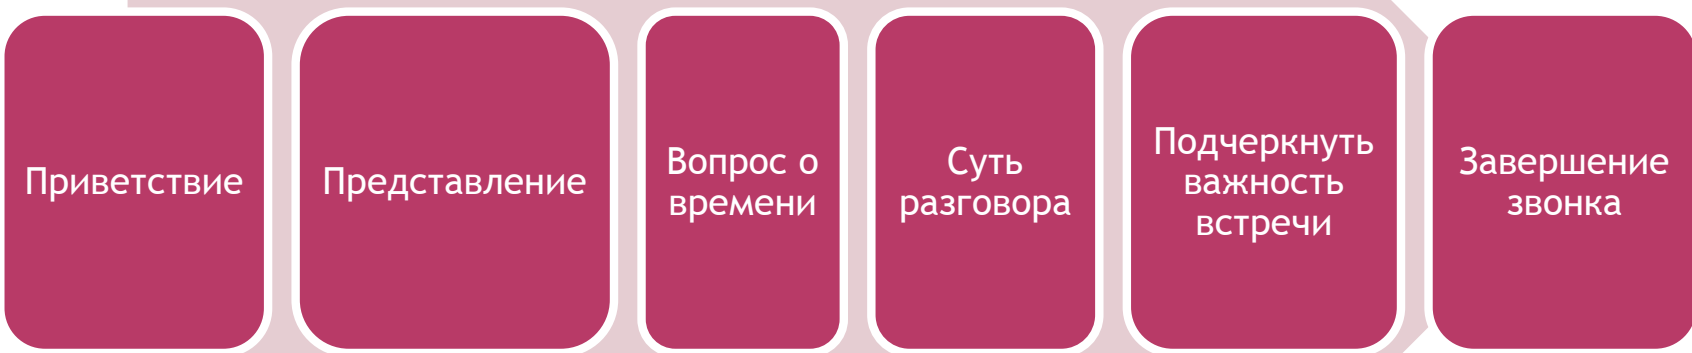 Приветствие
Представление
Вопрос о
времени
Суть
разговора
Подчеркнуть
важность
встречи
Завершение
звонка